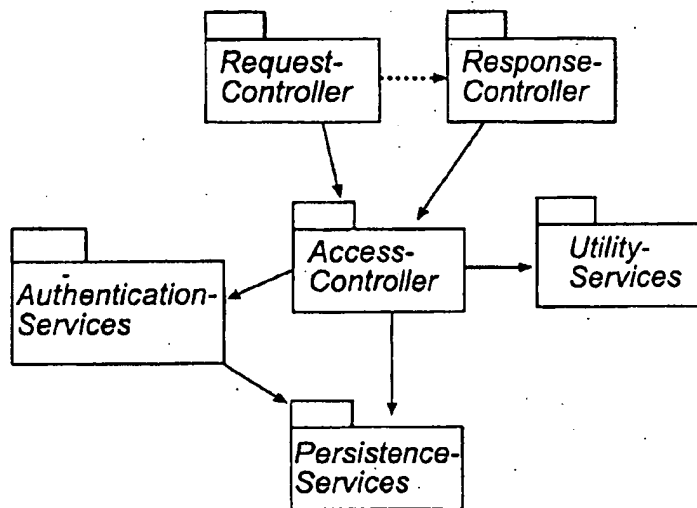 Request-
Controller
Response-
Controller
Access-
Controller
Utility-
Services
Authentication-
Services
Persistence-
Services